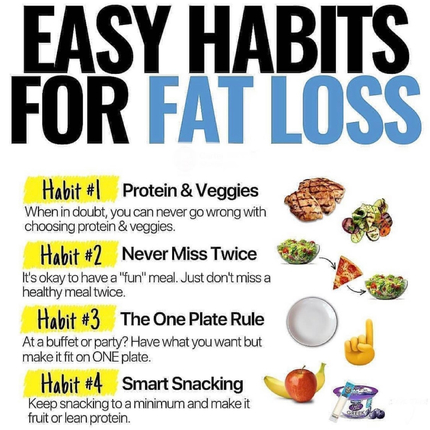 EASY HABITS
FOR FAT LOSS
Habit #1 Protein & Veggies
When in doubt, you can never go wrong with
choosing protein & veggies.
Habit #2 Never Miss Twice
It's okay to have a "fun" meal. Just don't miss a
healthy meal twice.
Habit #3 The One Plate Rule
At a buffet or party? Have what you want but
make it fit on ONE plate.
Habit #4 Smart Snacking
Keep snacking to a minimum and make it
fruit or lean protein.